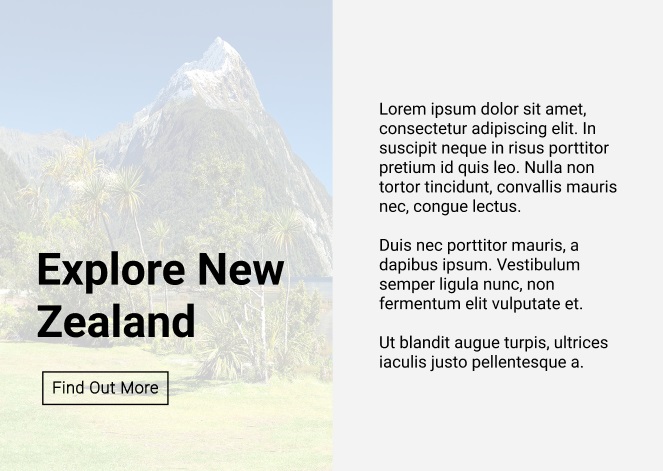 Explore New
Zealand
Find Out More
Lorem ipsum dolor sit amet,
consectetur adipiscing elit. In
suscipit neque in risus porttitor
pretium id quis leo. Nulla non
tortor tincidunt, convallis mauris
nec, congue lectus.
Duis nec porttitor mauris, a
dapibus ipsum. Vestibulum
semper ligula nunc, non
fermentum elit vulputate et.
Ut blandit augue turpis, ultrices
iaculis justo pellentesque a.